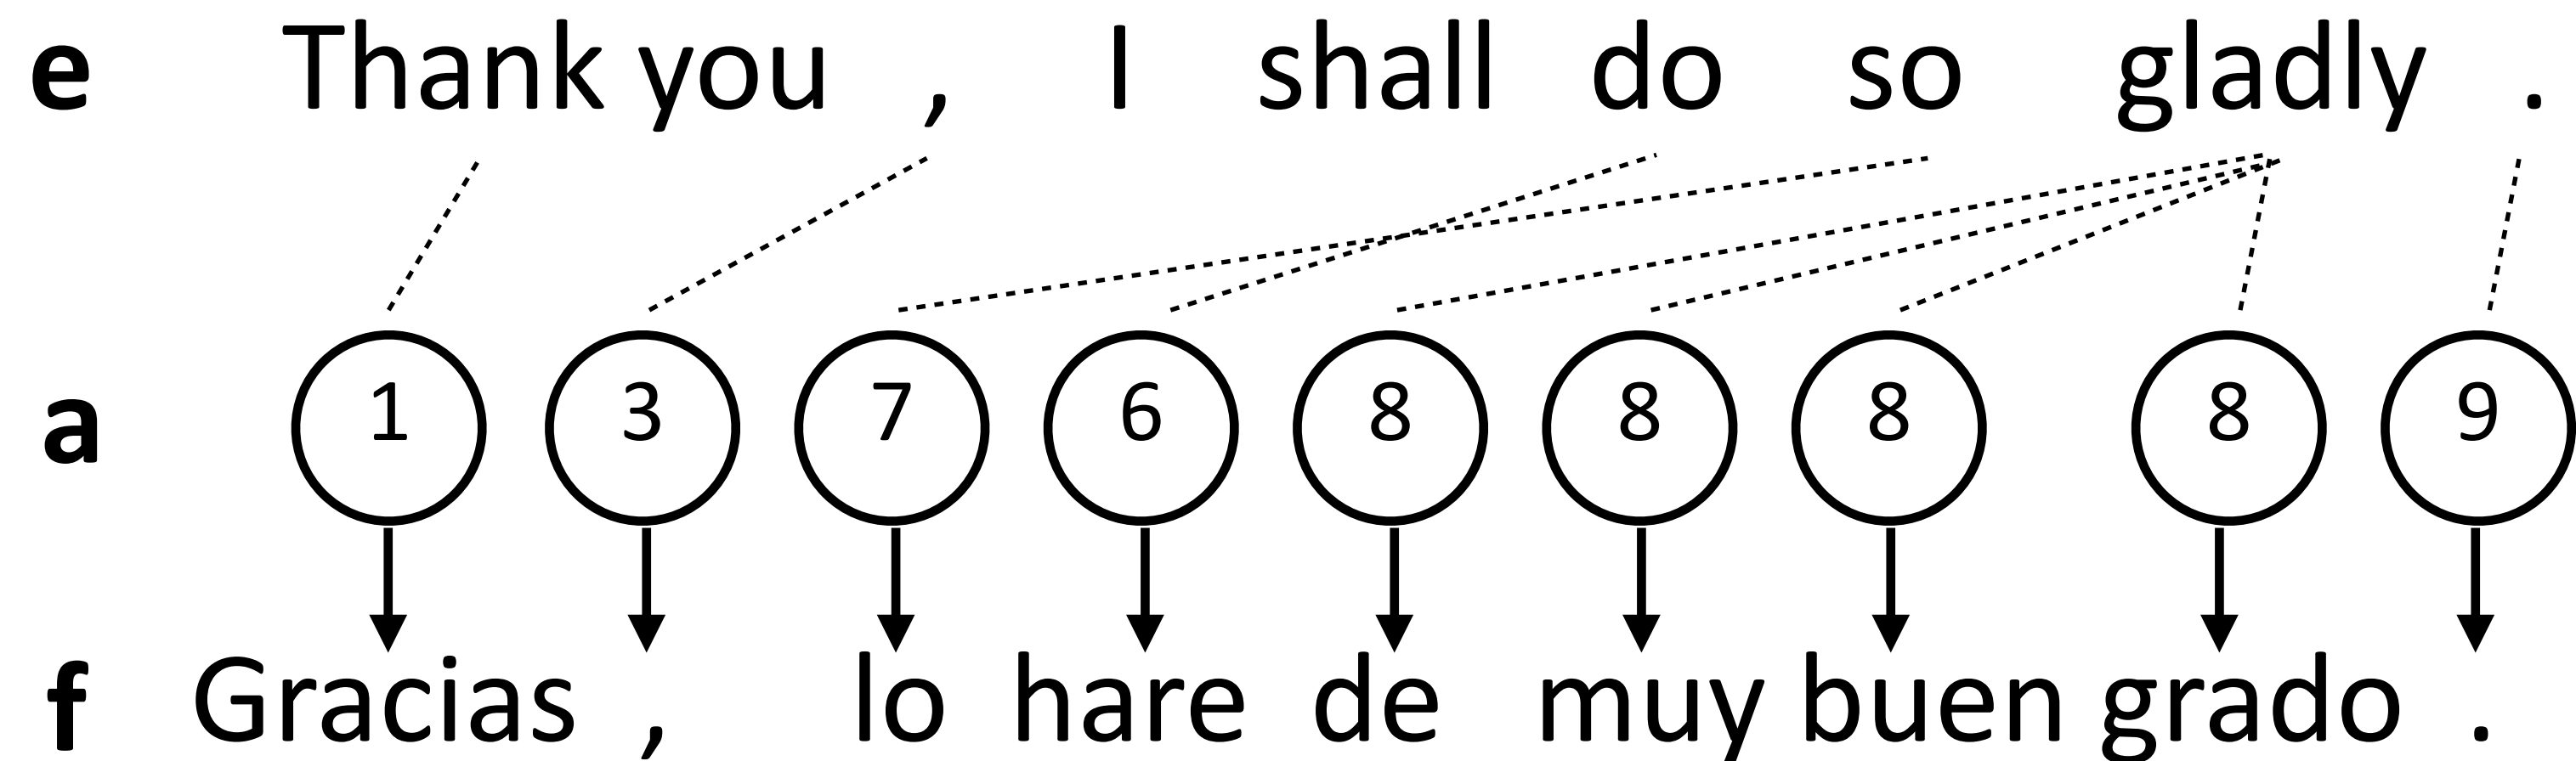 e Thank you , I shall do so gladly .
a 1 3 7 6 8 8 8 8 9
f Gracias , lo hare de muy buen grado .